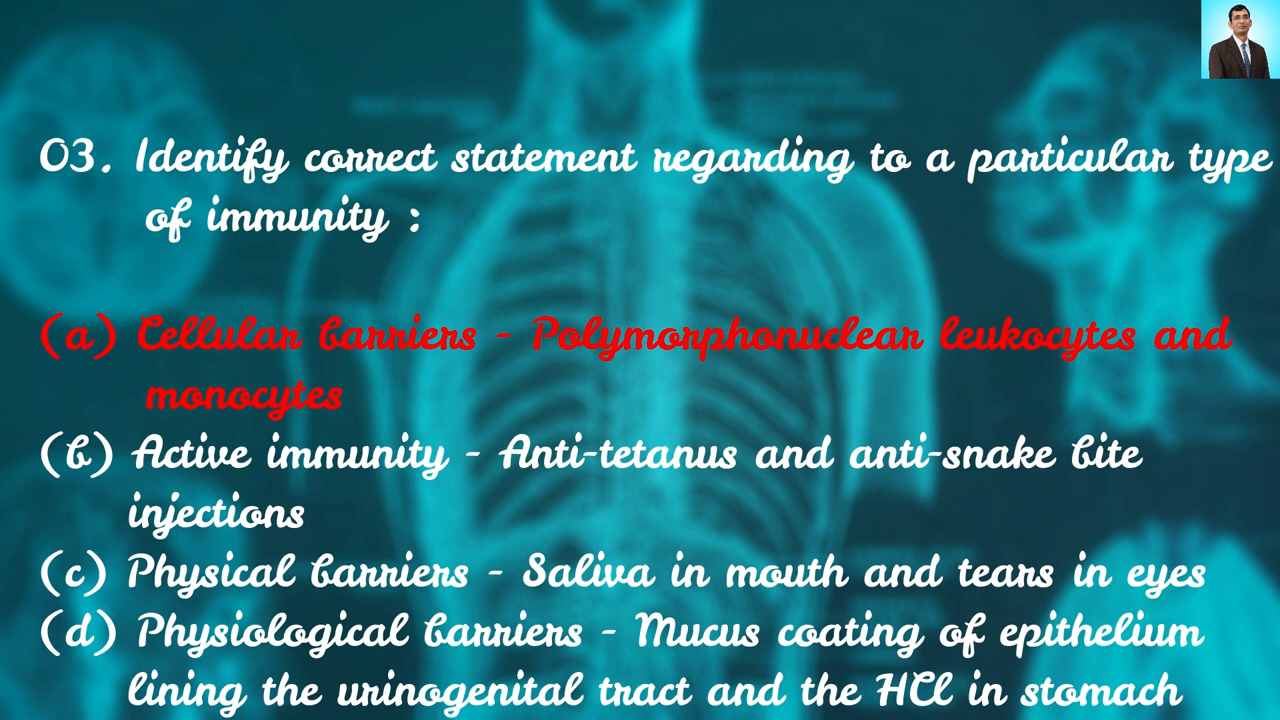 03. Identify correct statement regarding to a particular type
of immunity :
(a) Cellular barriers - Polymorphonuclear leukocytes and
monocytes
(b) Active immunity - Anti-tetanus and anti-snake bite
injections
(c) Physical barriers - Saliva in mouth and tears in eyes
(d) Physiological barriers - Mucus coating of epithelium
lining the urinogenital tract and the HCl in stomach